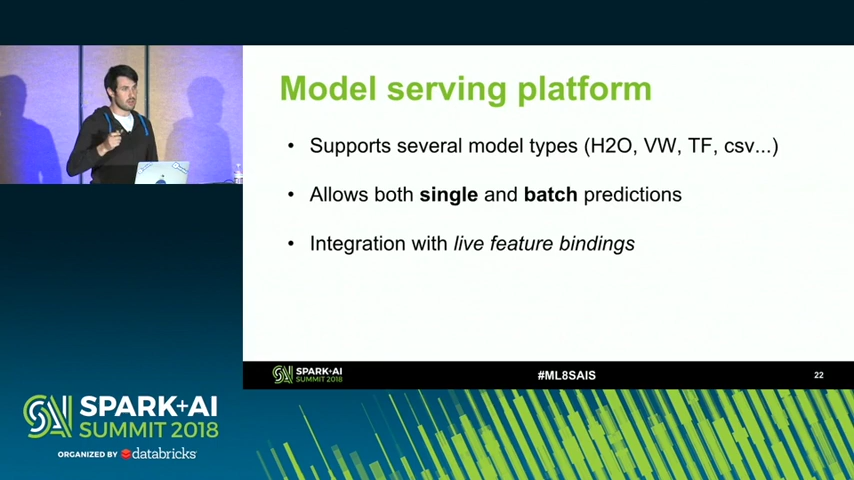 Model serving platform
• Supports several model types (H2O, VW, TF, csv...)
• Allows both single and batch predictions
• Integration with live feature bindings
SPARK+AI
SUMMIT 2018
#ML8SAIS
22
SPARK+AI
SUMMIT 2018
ORGANIZED BY databricks